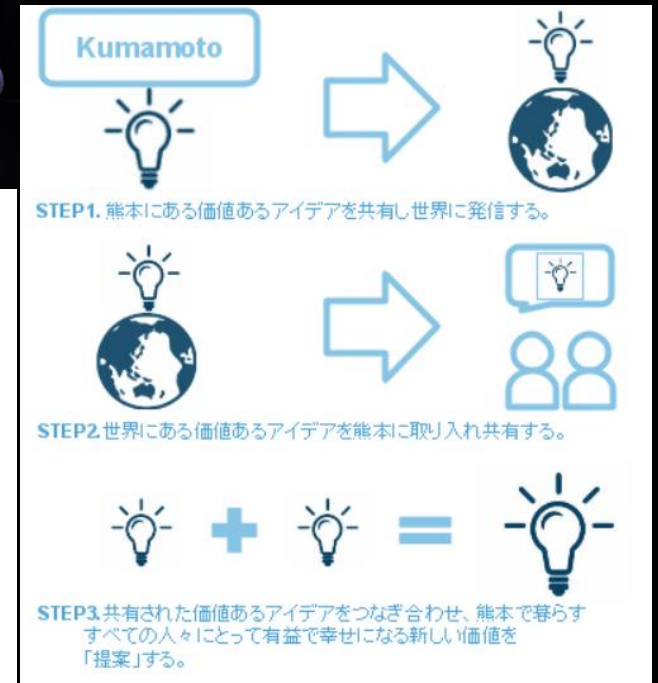 Kumamoto
STEP1. 熊本にある価値あるアイデアを共有し世界に発信する。
STEP2.世界にある価値あるアイデアを熊本に取り入れ共有する。
STEP3.共有された価値あるアイデアをつなぎ合わせ、熊本で暮らす
すべての人々にとって有益で幸せになる新しい価値を
「提案」する。